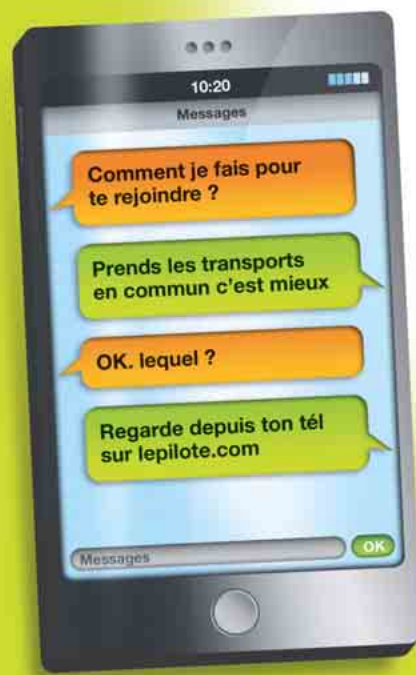 10:20
Messages
Comment je fais pour
te rejoindre ?
Prends les transports
en commun c'est mieux
OK. lequel ?
Regarde depuis ton tél
sur lepilote.com
Messages
OK